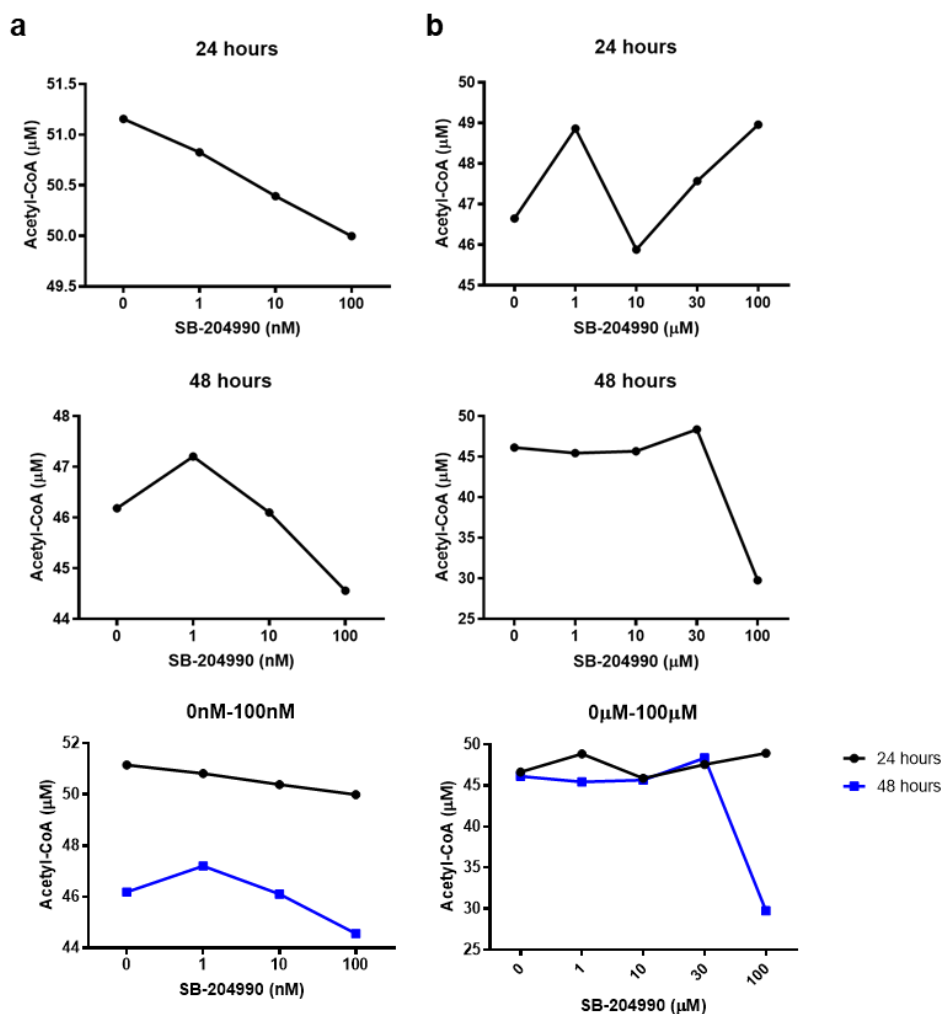 a
24 hours
Acetyl-CoA (μM)
51.5
51.0
50.5
50.0
49.5
0 1 10 100
SB-204990 (nM)
48 hours
Acetyl-CoA (μM)
48
47
46
45
44
0 1 10 100
SB-204990 (nM)
0nM-100nM
Acetyl-CoA (μM)
52
50
48
46
44
0 1 10 100
SB-204990 (nM)
b
24 hours
Acetyl-CoA (μM)
50
49
48
47
46
45
0 1 10 30 100
SB-204990 (μM)
48 hours
Acetyl-CoA (μM)
50
45
40
35
30
25
0 1 10 30 100
SB-204990 (μM)
0μM-100μM
Acetyl-CoA (μM)
50
45
40
35
30
25
0 1 10 30 100
SB-204990 (μM)
24 hours
48 hours